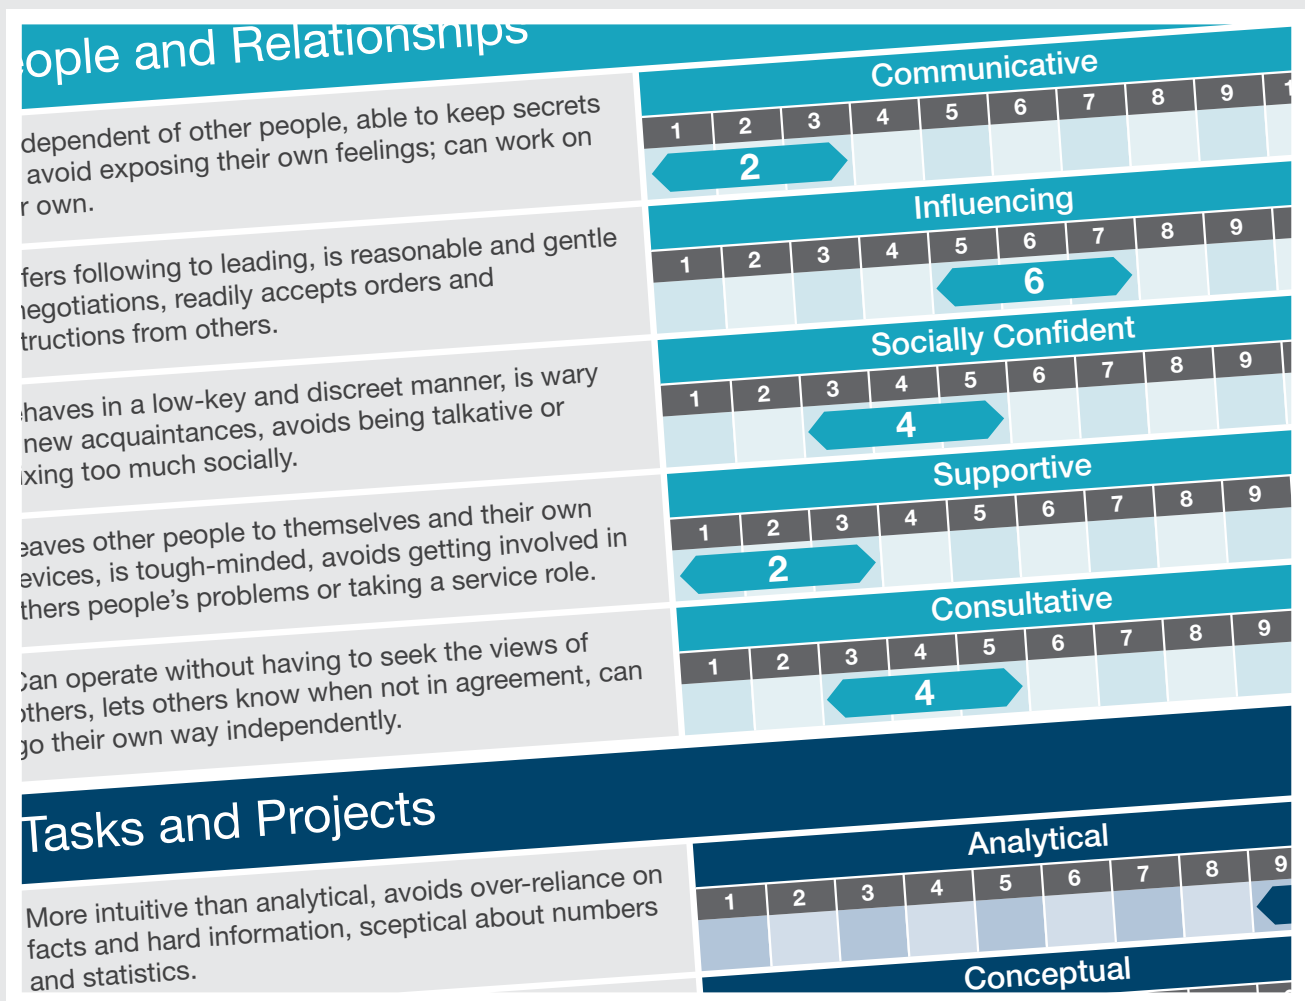 ople and Relationships
Communicative
1 2 3 4 5 6 7 8 9 1
dependent of other people, able to keep secrets
avoid exposing their own feelings; can work on
r own.
2
Influencing
1 2 3 4 5 6 7 8 9
fers following to leading, is reasonable and gentle
negotiations, readily accepts orders and
tructions from others.
6
Socially Confident
1 2 3 4 5 6 7 8 9
ehaves in a low-key and discreet manner, is wary
new acquaintances, avoids being talkative or
ixing too much socially.
4
Supportive
1 2 3 4 5 6 7 8 9
eaves other people to themselves and their own
evices, is tough-minded, avoids getting involved in
thers people's problems or taking a service role.
2
Consultative
1 2 3 4 5 6 7 8 9
Can operate without having to seek the views of
others, lets others know when not in agreement, can
go their own way independently.
4
Tasks and Projects
Analytical
1 2 3 4 5 6 7 8 9
More intuitive than analytical, avoids over-reliance on
facts and hard information, sceptical about numbers
and statistics.
Conceptual